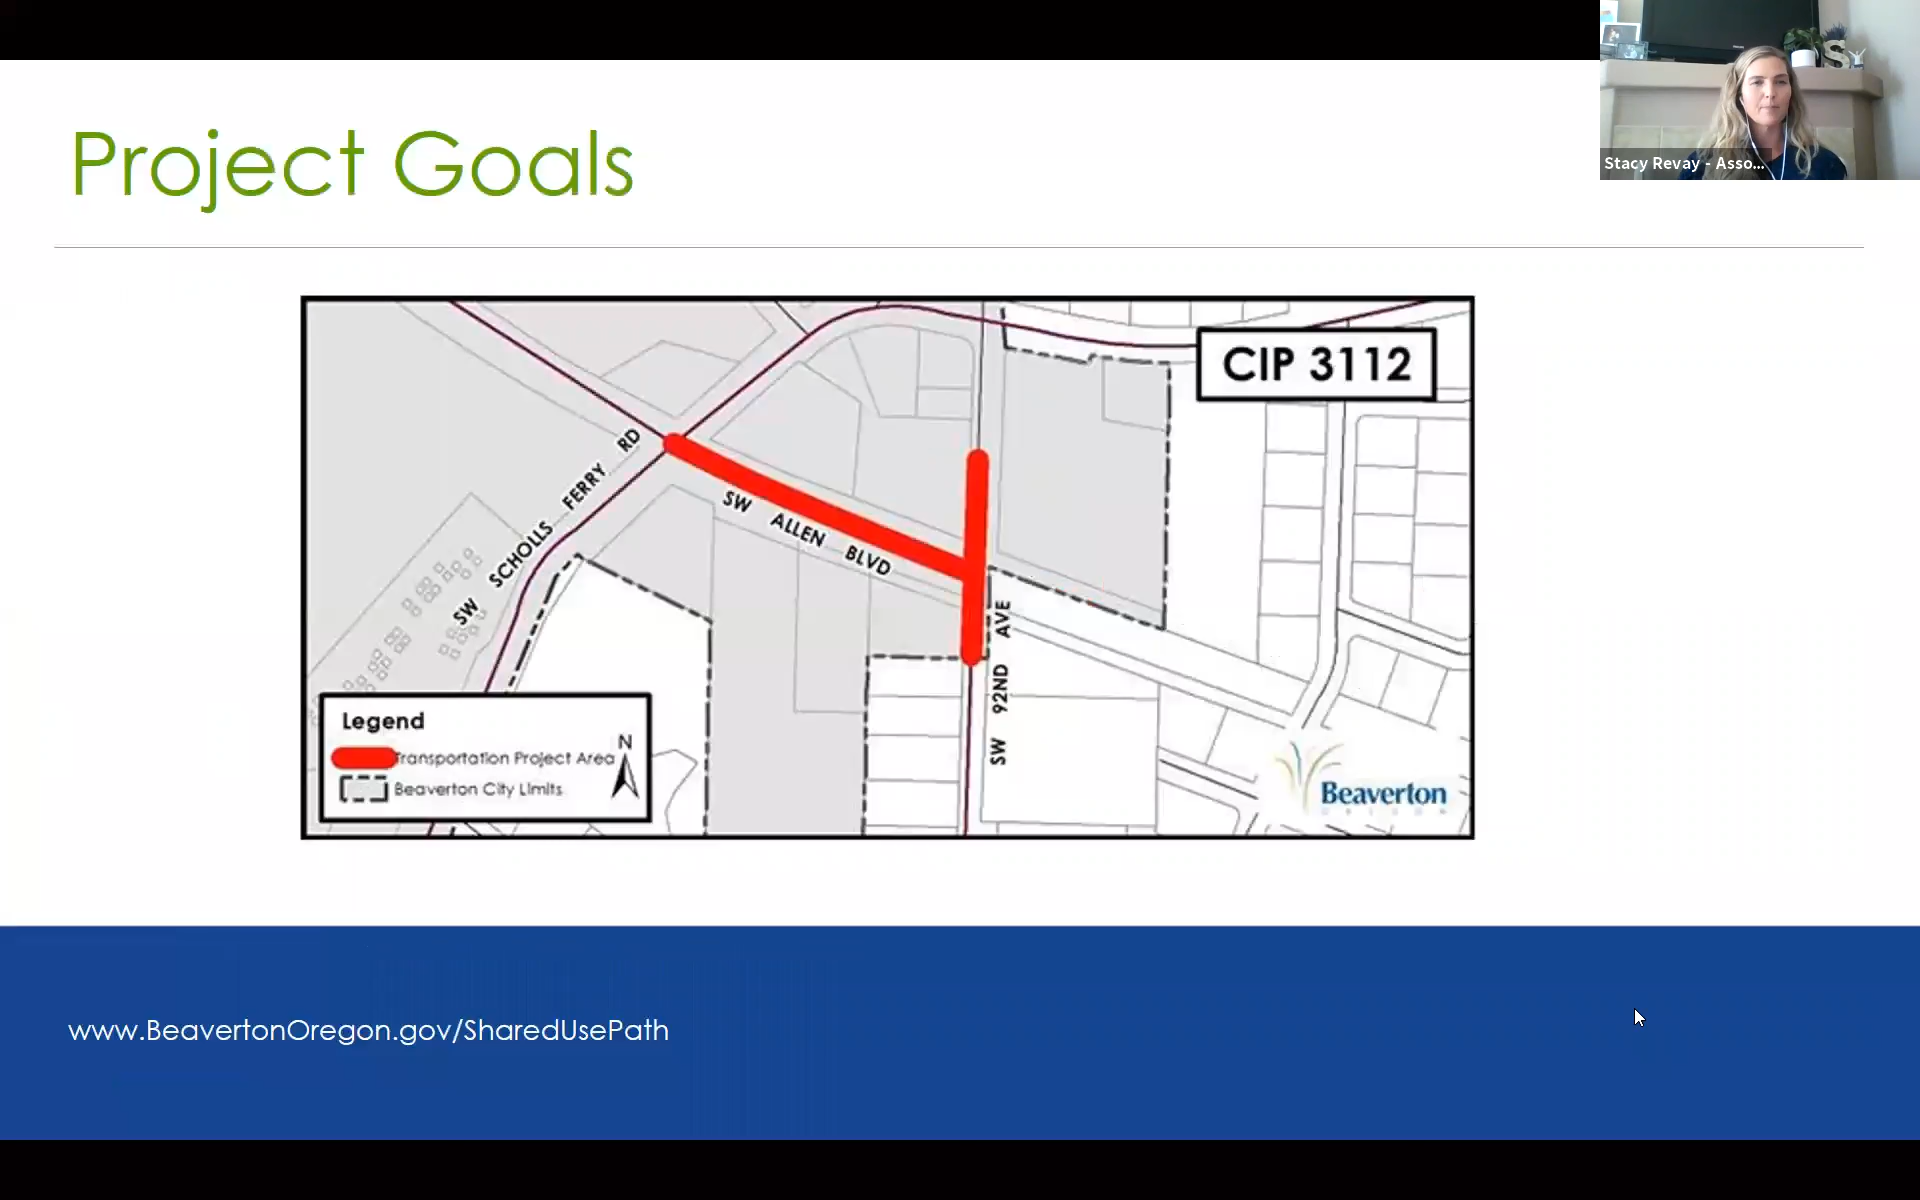 Stacy Revay - Asso...
Project Goals
CIP 3112
SW SCHOLLS FERRY RD
SW ALLEN BLVD
SW 92ND AVE
Legend
Transportation Project Area
Beaverton City Limits
N
Beaverton
OREGON
www.BeavertonOregon.gov/SharedUsePath